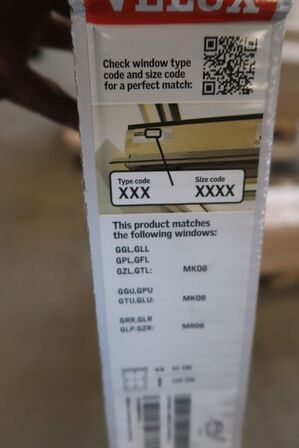 VELUX
Check window type
code and size code
for a perfect match:
Type code
XXX
Size code
XXXX
This product matches
the following windows:
GGL,GLL
GPL,GFL
GZL,GTL: MK08
GGU,GPU
GTU,GLU: MK08
GRR,GLR
GLP,GZR: MR08